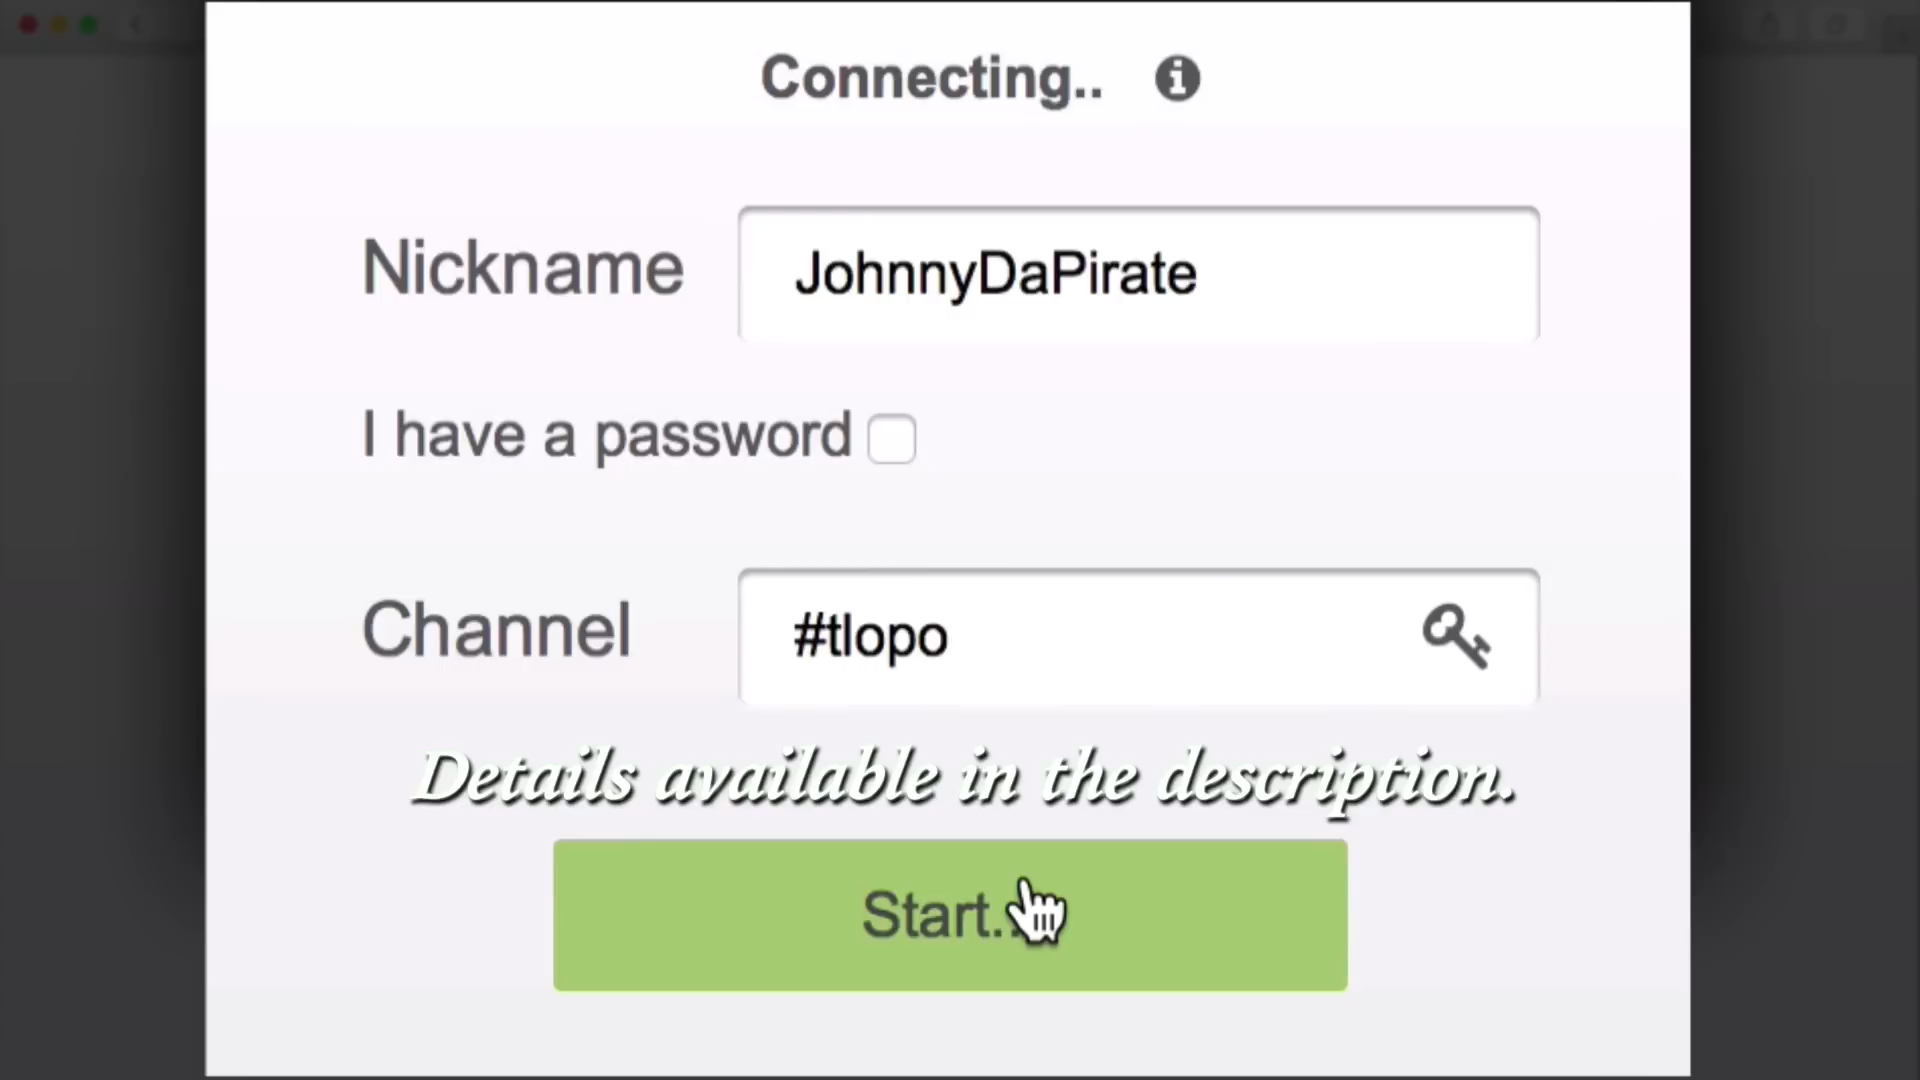 Connecting..
Nickname
JohnnyDaPirate
I have a password
Channel
#tlopo
Details available in the description.
Start..